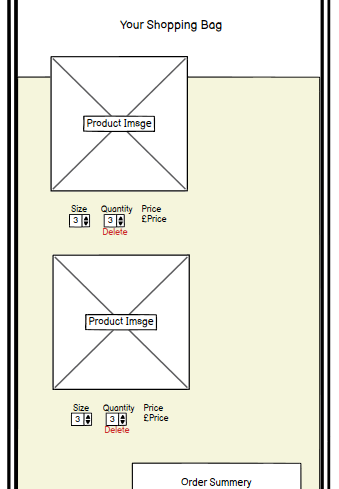 Your Shopping Bag
Product Image
Size Quantity Price
3 3 £Price
Delete
Product Image
Size Quantity Price
3 3 £Price
Delete
Order Summery